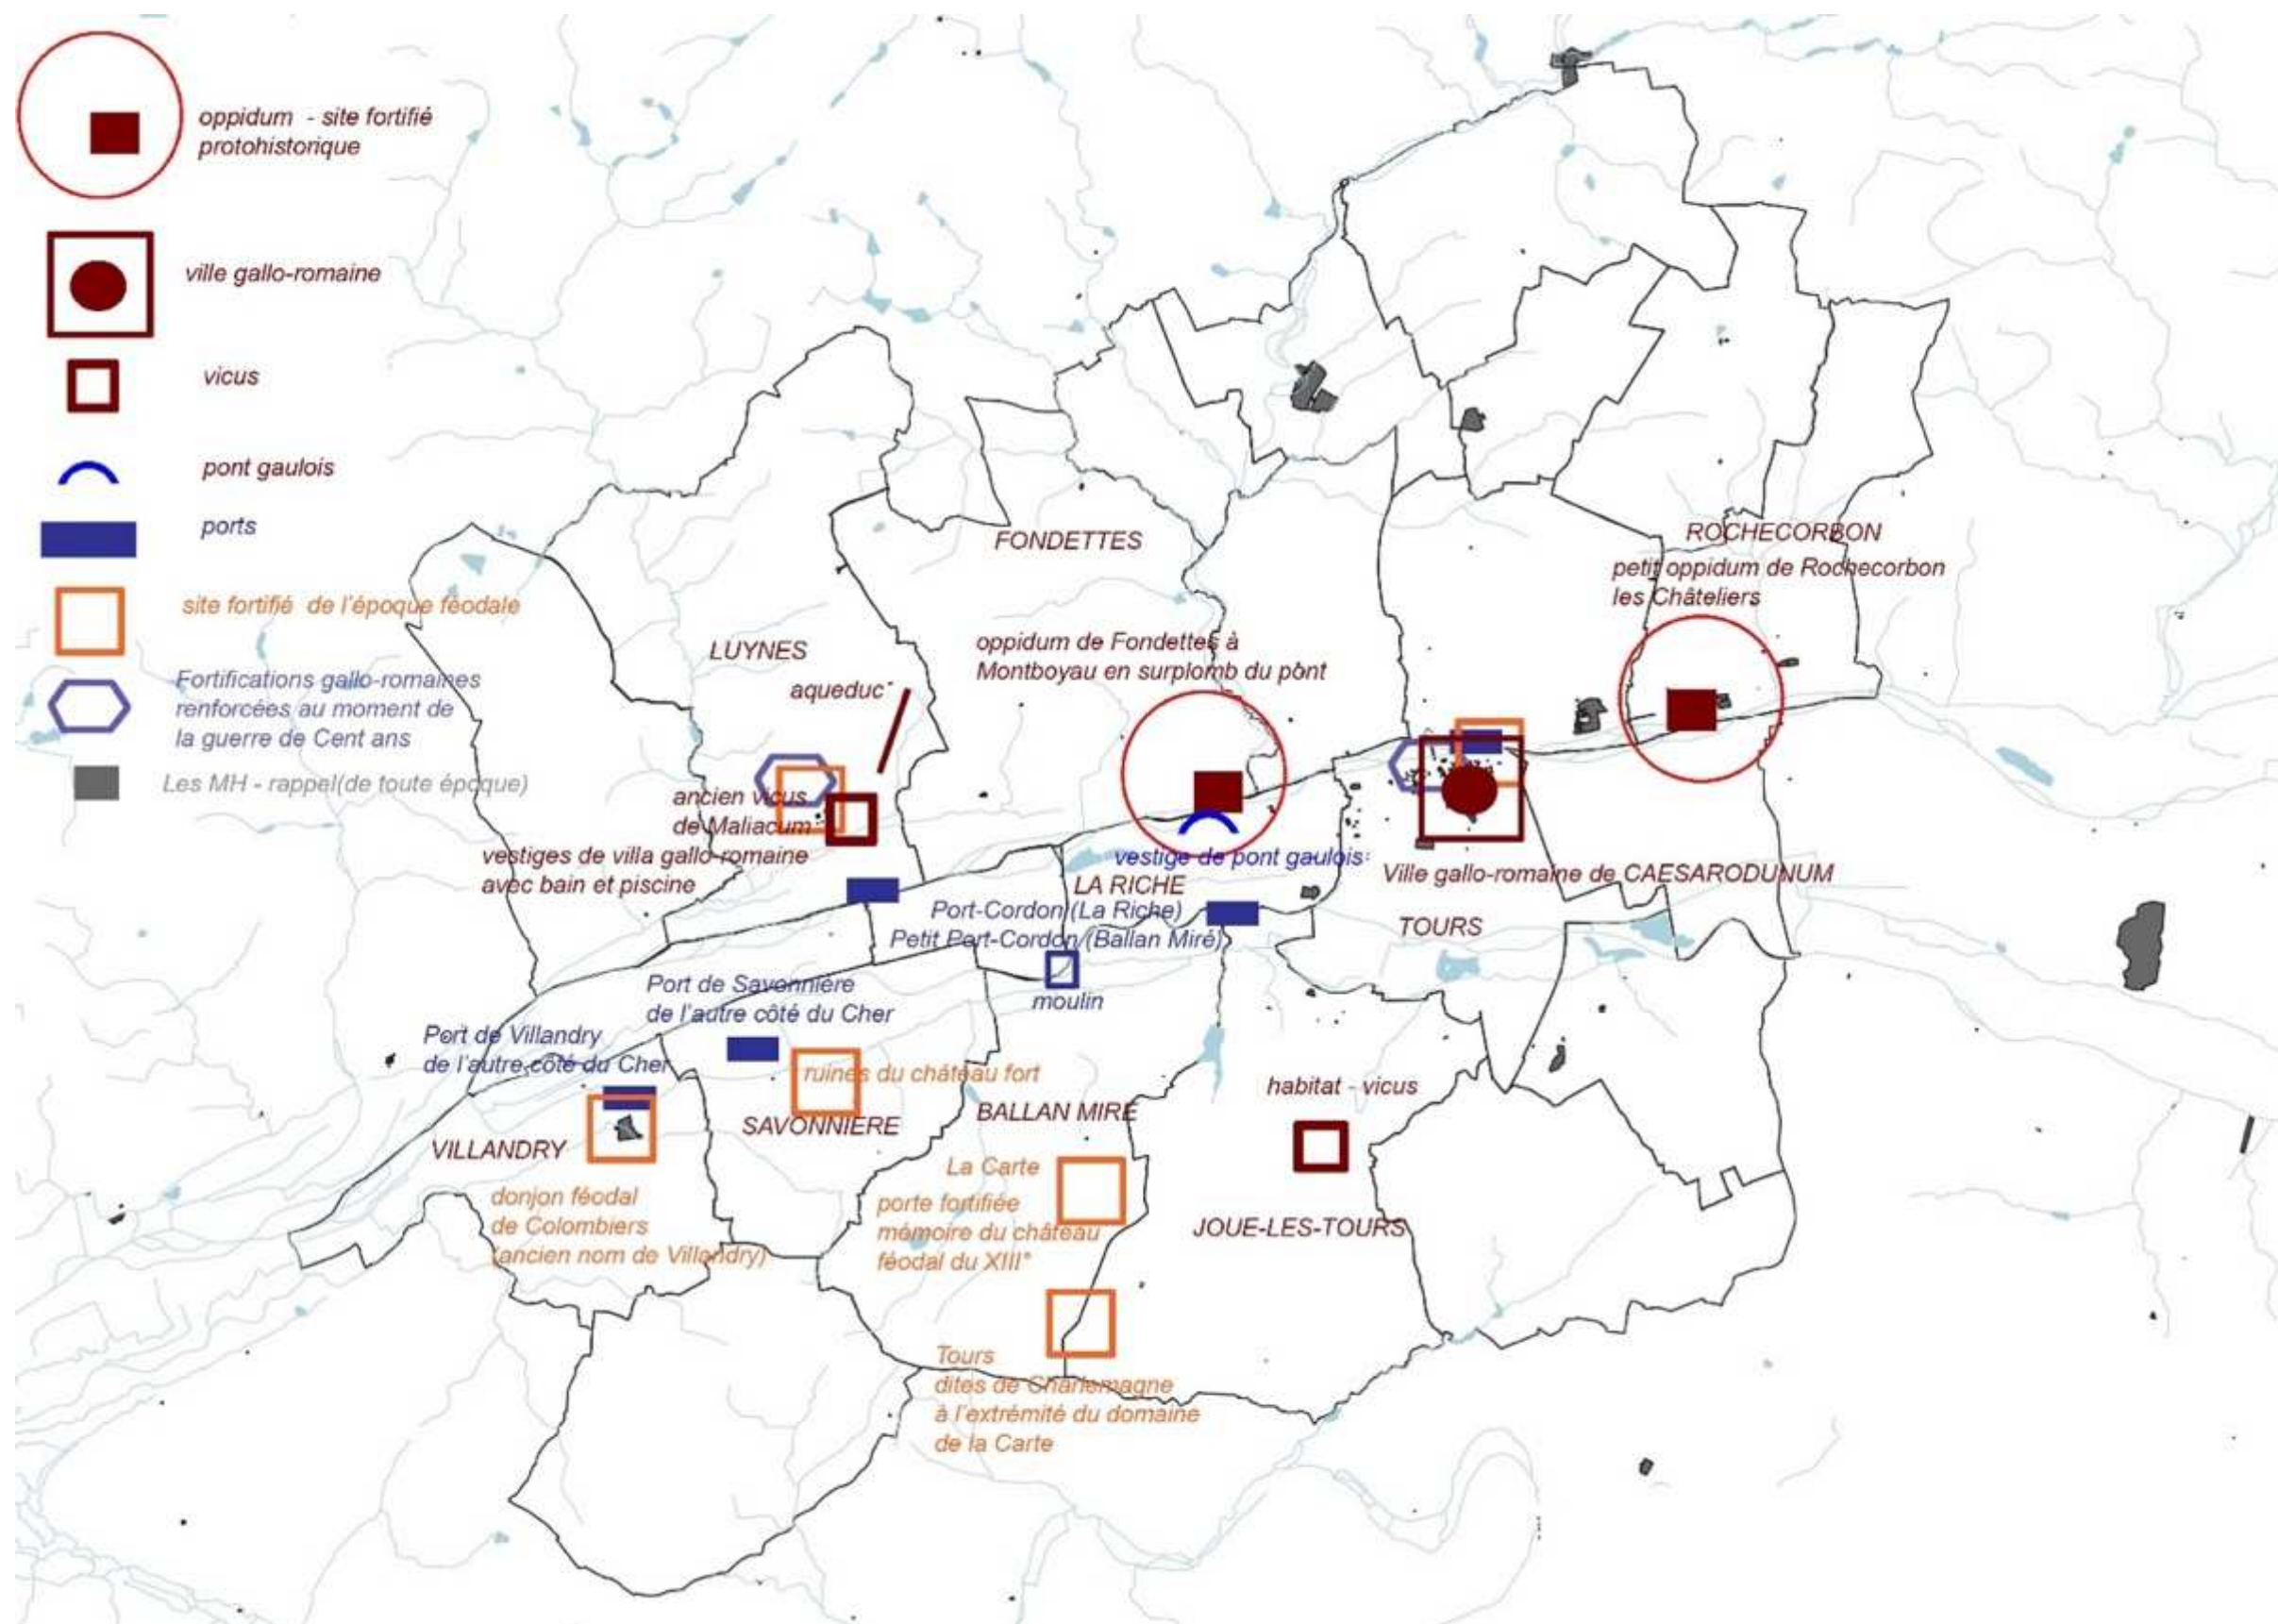 oppidum - site fortifié
protohistorique
ville gallo-romaine
vicus
pont gaulois
ports
site fortifié de l'époque féodale
Fortifications gallo-romaines
renforcées au moment de
la guerre de Cent ans
Les MH - rappel(de toute époque)
ROCHECORBON
petit oppidum de Rochecorbon
les Châteliers
FONDETTES
oppidum de Fondettes à
Montboyau en surplomb du pont
LUYNES
aqueduc
ancien vicus
de Maliacum
vestiges de villa gallo-romaine
avec bain et piscine
vestige de pont gaulois
LA RICHE
Port-Cordon (La Riche)
Petit Port-Cordon (Ballan Miré)
moulin
Ville gallo-romaine de CAESARODUNUM
TOURS
Port de Savonnière
de l'autre côté du Cher
Port de Villandry
de l'autre côté du Cher
ruines du château fort
SAVONNIERE
VILLANDRY
donjon féodal
de Colombiers
(ancien nom de Villandry)
BALLAN MIRE
La Carte
porte fortifiée
mémoire du château
féodal du XIII°
habitat - vicus
JOUE-LES-TOURS
Tours
dites de Charlemagne
à l'extrémité du domaine
de la Carte